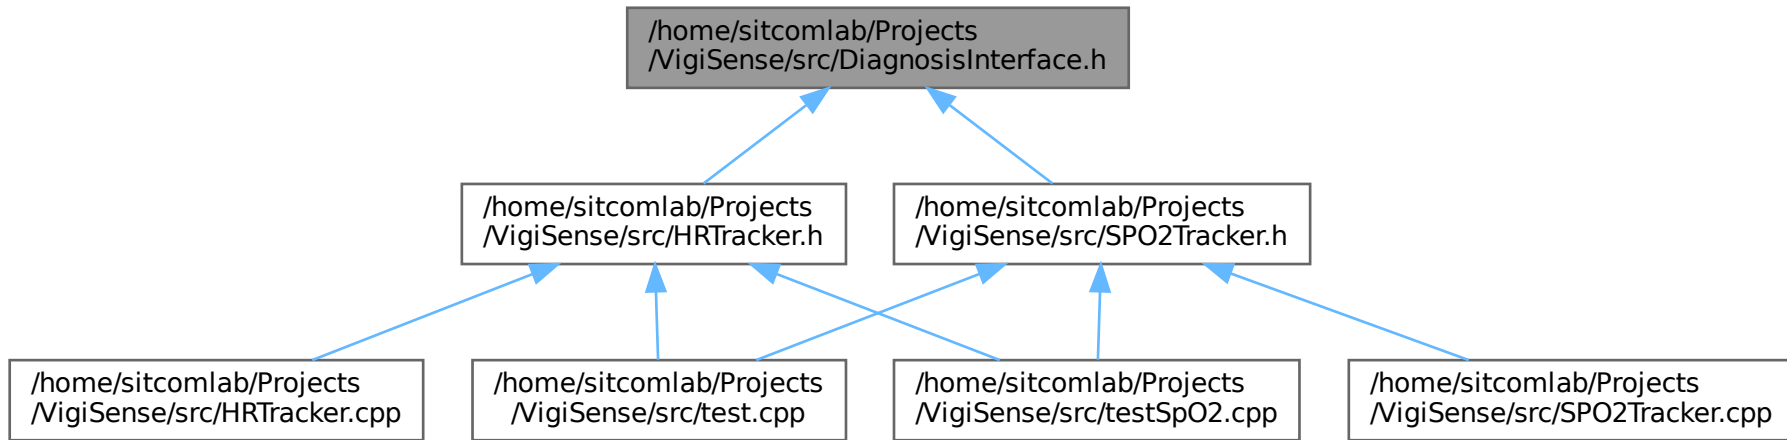 /home/sitcomlab/Projects
/VigiSense/src/DiagnosisInterface.h
/home/sitcomlab/Projects
/VigiSense/src/HRTracker.h
/home/sitcomlab/Projects
/VigiSense/src/SPO2Tracker.h
/home/sitcomlab/Projects
/VigiSense/src/HRTracker.cpp
/home/sitcomlab/Projects
/VigiSense/src/test.cpp
/home/sitcomlab/Projects
/VigiSense/src/testSpO2.cpp
/home/sitcomlab/Projects
/VigiSense/src/SPO2Tracker.cpp